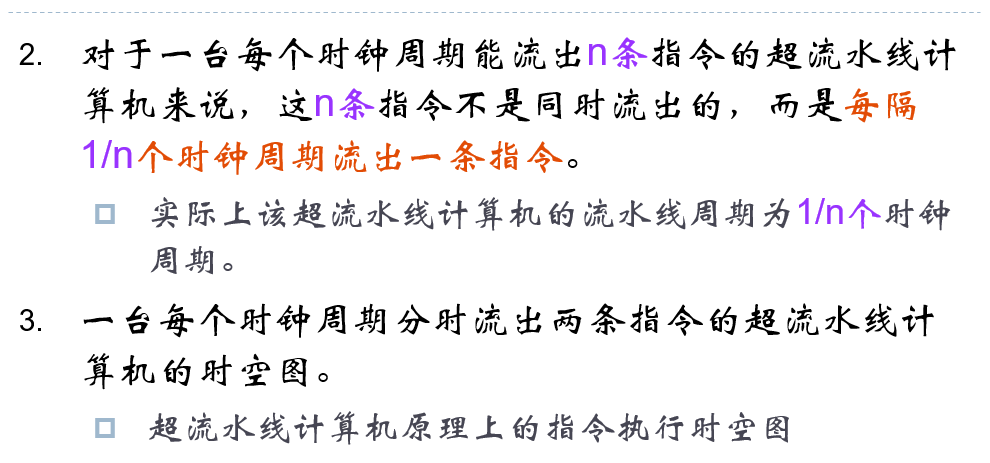 2. 对于一台每个时钟周期能流出n条指令的超流水线计
算机来说，这n条指令不是同时流出的，而是每隔
1/n个时钟周期流出一条指令。
实际上该超流水线计算机的流水线周期为1/n个时钟
周期。
3. 一台每个时钟周期分时流出两条指令的超流水线计
算机的时空图。
超流水线计算机原理上的指令执行时空图